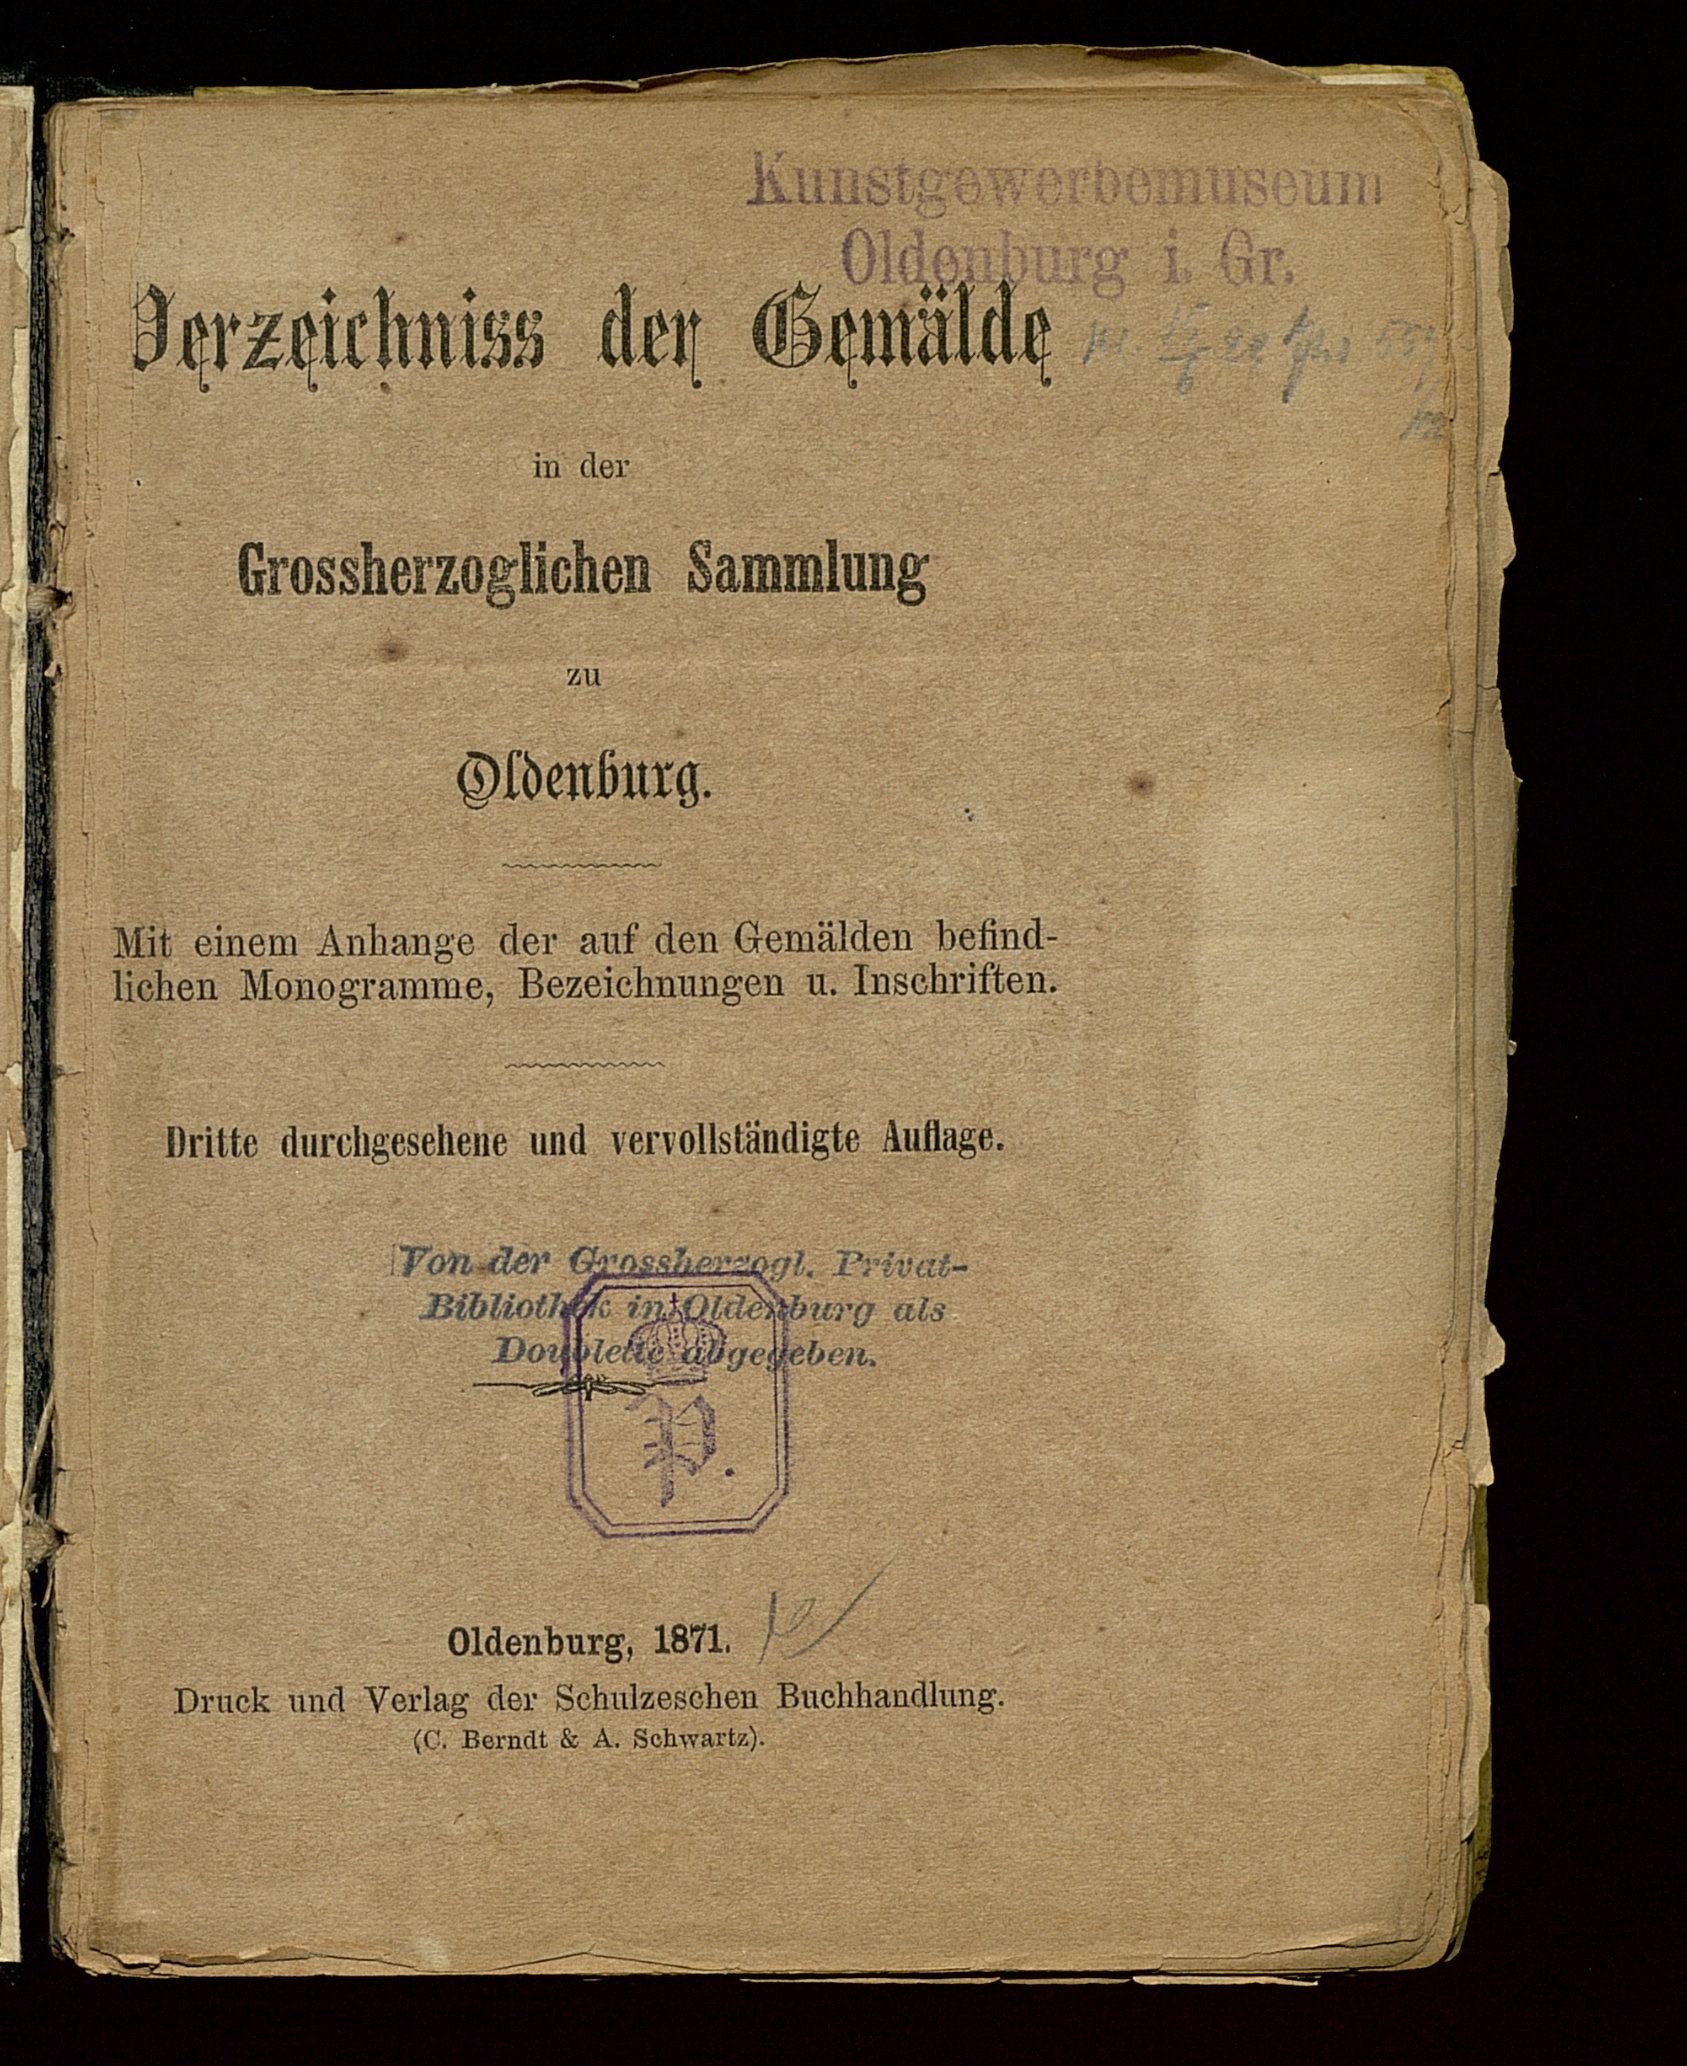 Kunstgewerbemuseum
Oldenburg i. Gr.
Verzeichniss der Gemälde
in der
Grossherzoglichen Sammlung
zu
Oldenburg.
Mit einem Anhange der auf den Gemälden befind-
lichen Monogramme, Bezeichnungen u. Inschriften.
Dritte durchgesehene und vervollständigte Auflage.
Von der Grossherzogl. Privat-
Bibliothek in Oldenburg als
Doublette abgegeben.
P.
Oldenburg, 1871.
Druck und Verlag der Schulzeschen Buchhandlung.
(C. Berndt & A. Schwartz).